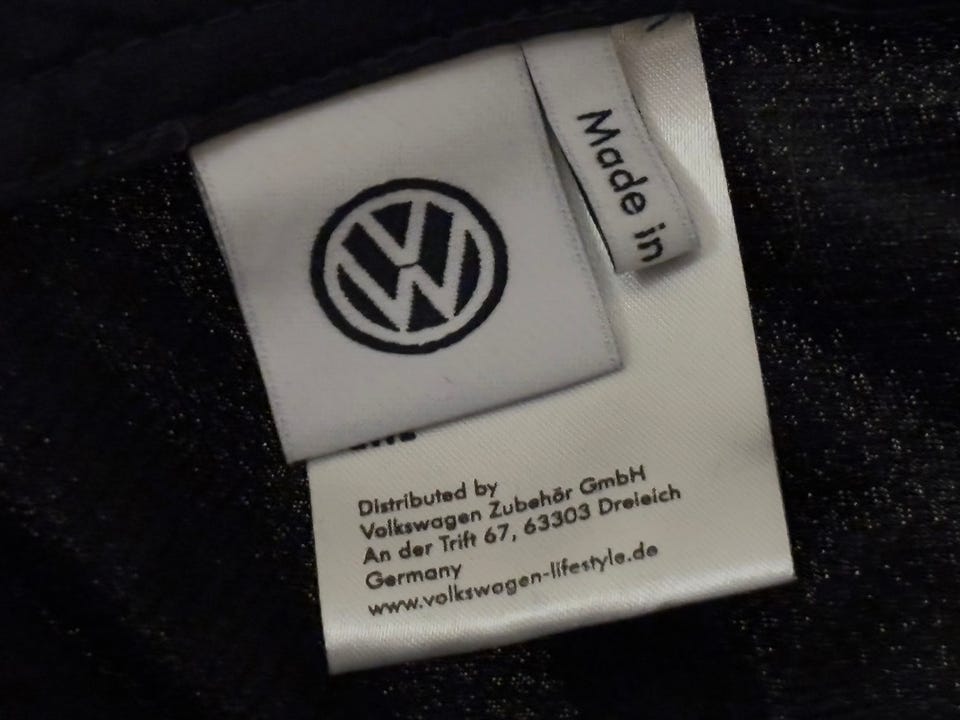 Made in
Distributed by
Volkswagen Zubehör GmbH
An der Trift 67, 63303 Dreieich
Germany
www.volkswagen-lifestyle.de